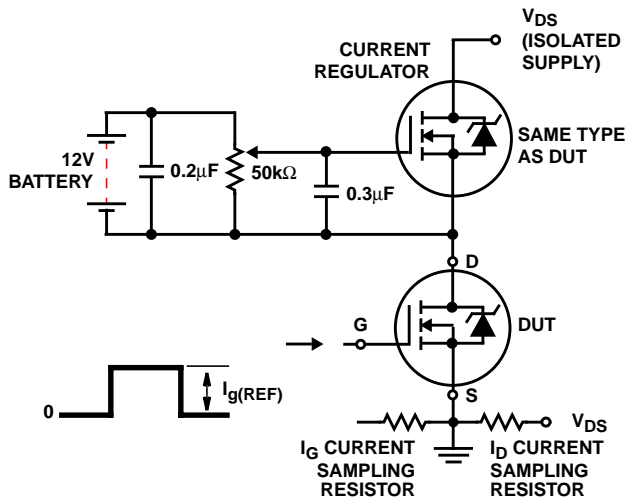 V_DS
(ISOLATED
SUPPLY)
CURRENT
REGULATOR
SAME TYPE
AS DUT
12V
BATTERY
0.2µF
50kΩ
0.3µF
D
DUT
G
I_g(REF)
0
S
V_DS
I_G CURRENT
SAMPLING
RESISTOR
I_D CURRENT
SAMPLING
RESISTOR